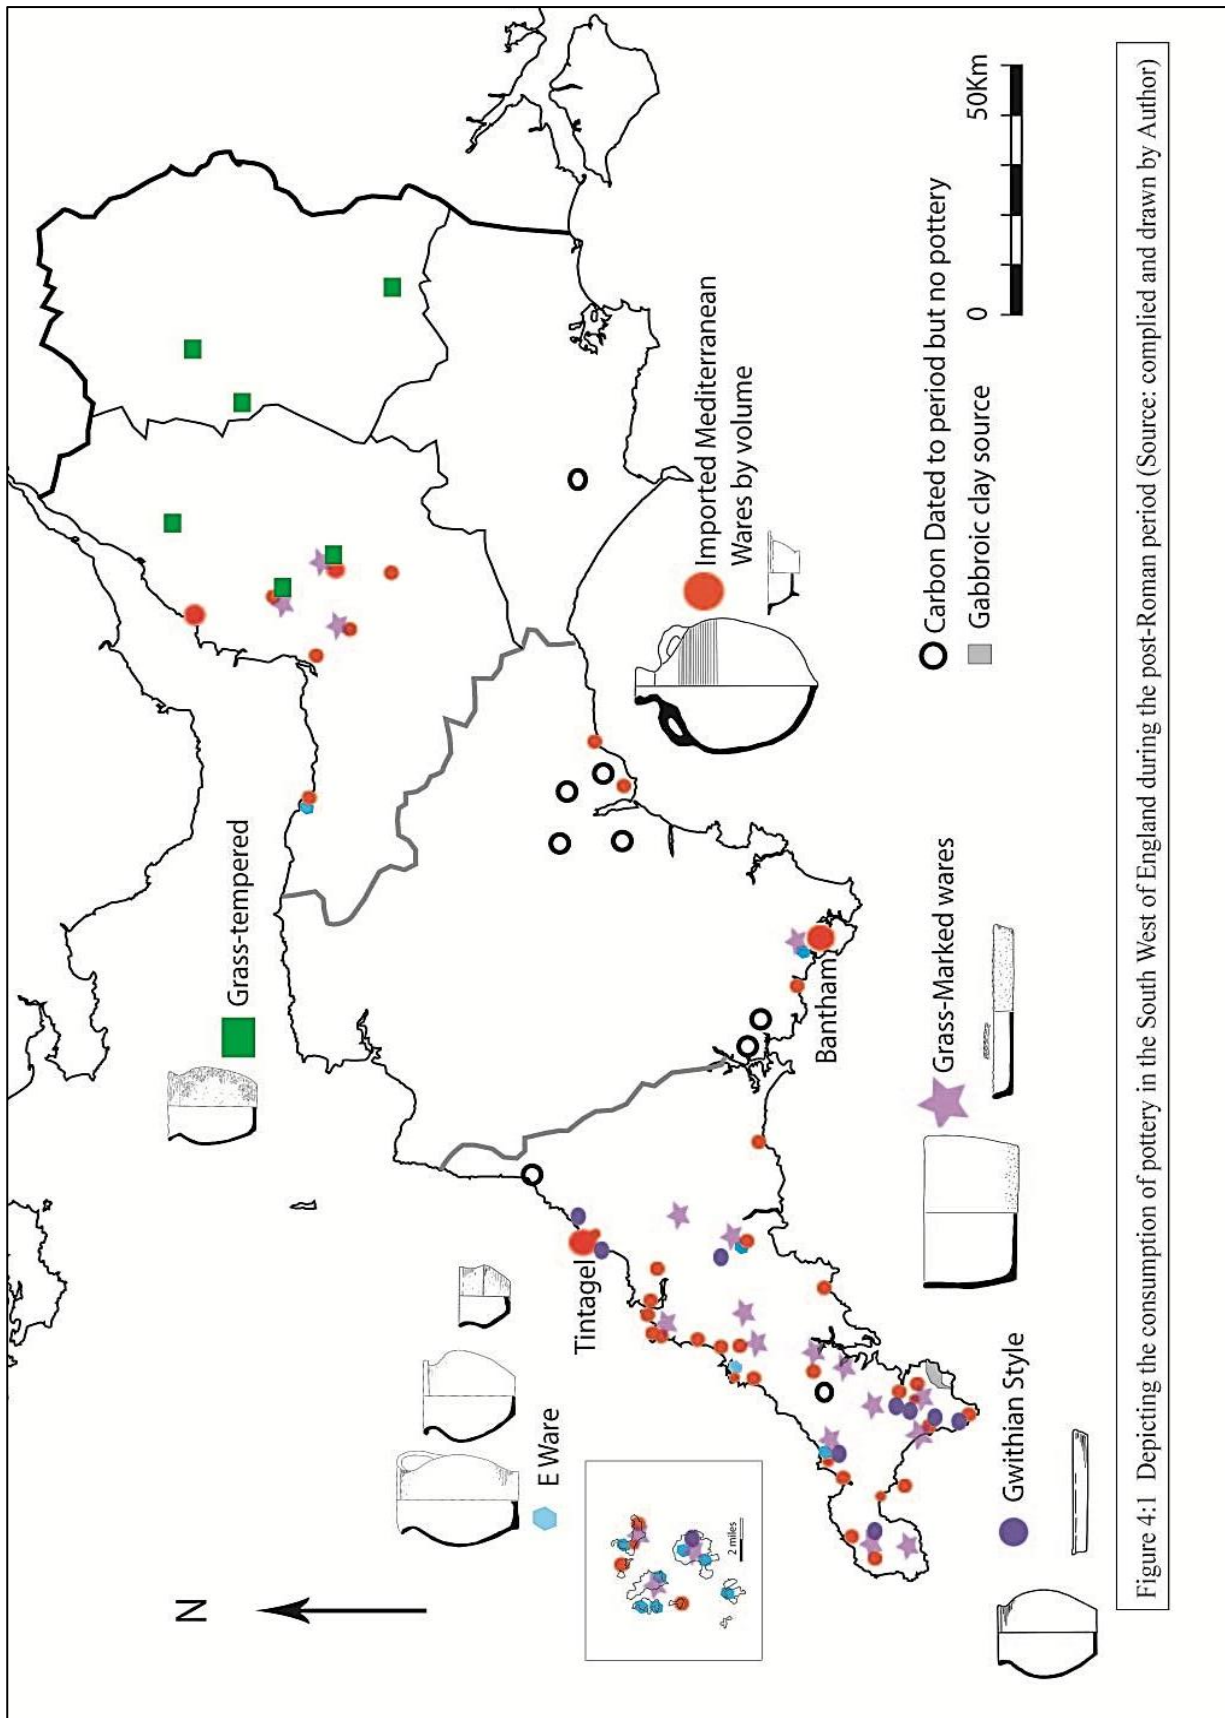 N
Grass-tempered
E Ware
2 miles
Tintagel
Bantham
Imported Mediterranean
Wares by volume
Gwithian Style
Grass-Marked wares
Carbon Dated to period but no pottery
Gabbroic clay source
0
50Km
Figure 4:1 Depicting the consumption of pottery in the South West of England during the post-Roman period (Source: complied and drawn by Author)